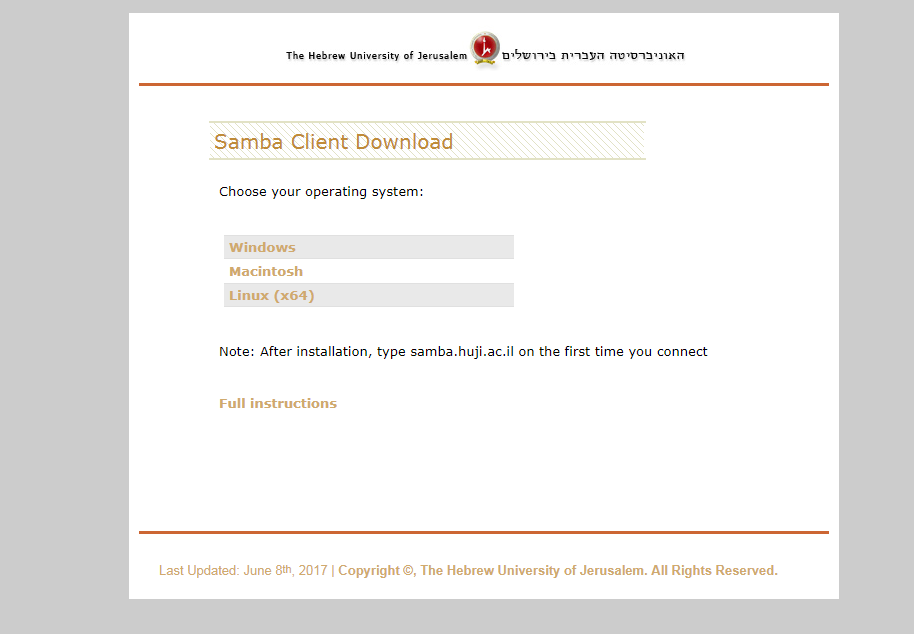 The Hebrew University of Jerusalem האוניברסיטה העברית בירושלים
Samba Client Download
Choose your operating system:
Windows
Macintosh
Linux (x64)
Note: After installation, type samba.huji.ac.il on the first time you connect
Full instructions
Last Updated: June 8th, 2017 | Copyright ©, The Hebrew University of Jerusalem. All Rights Reserved.